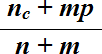 n_c + mp
n + m